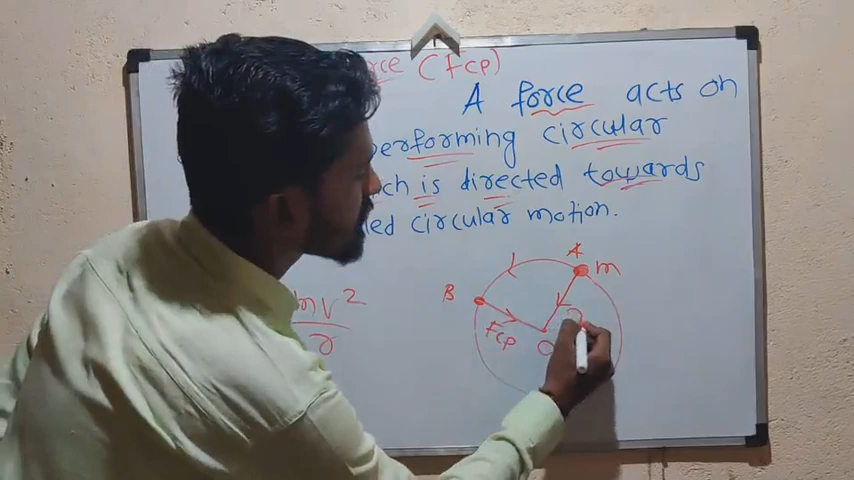 (Fcp)
A force acts on
performing circular
is directed towards
circular motion.
A
m
B
Fcp
O
mv²
r